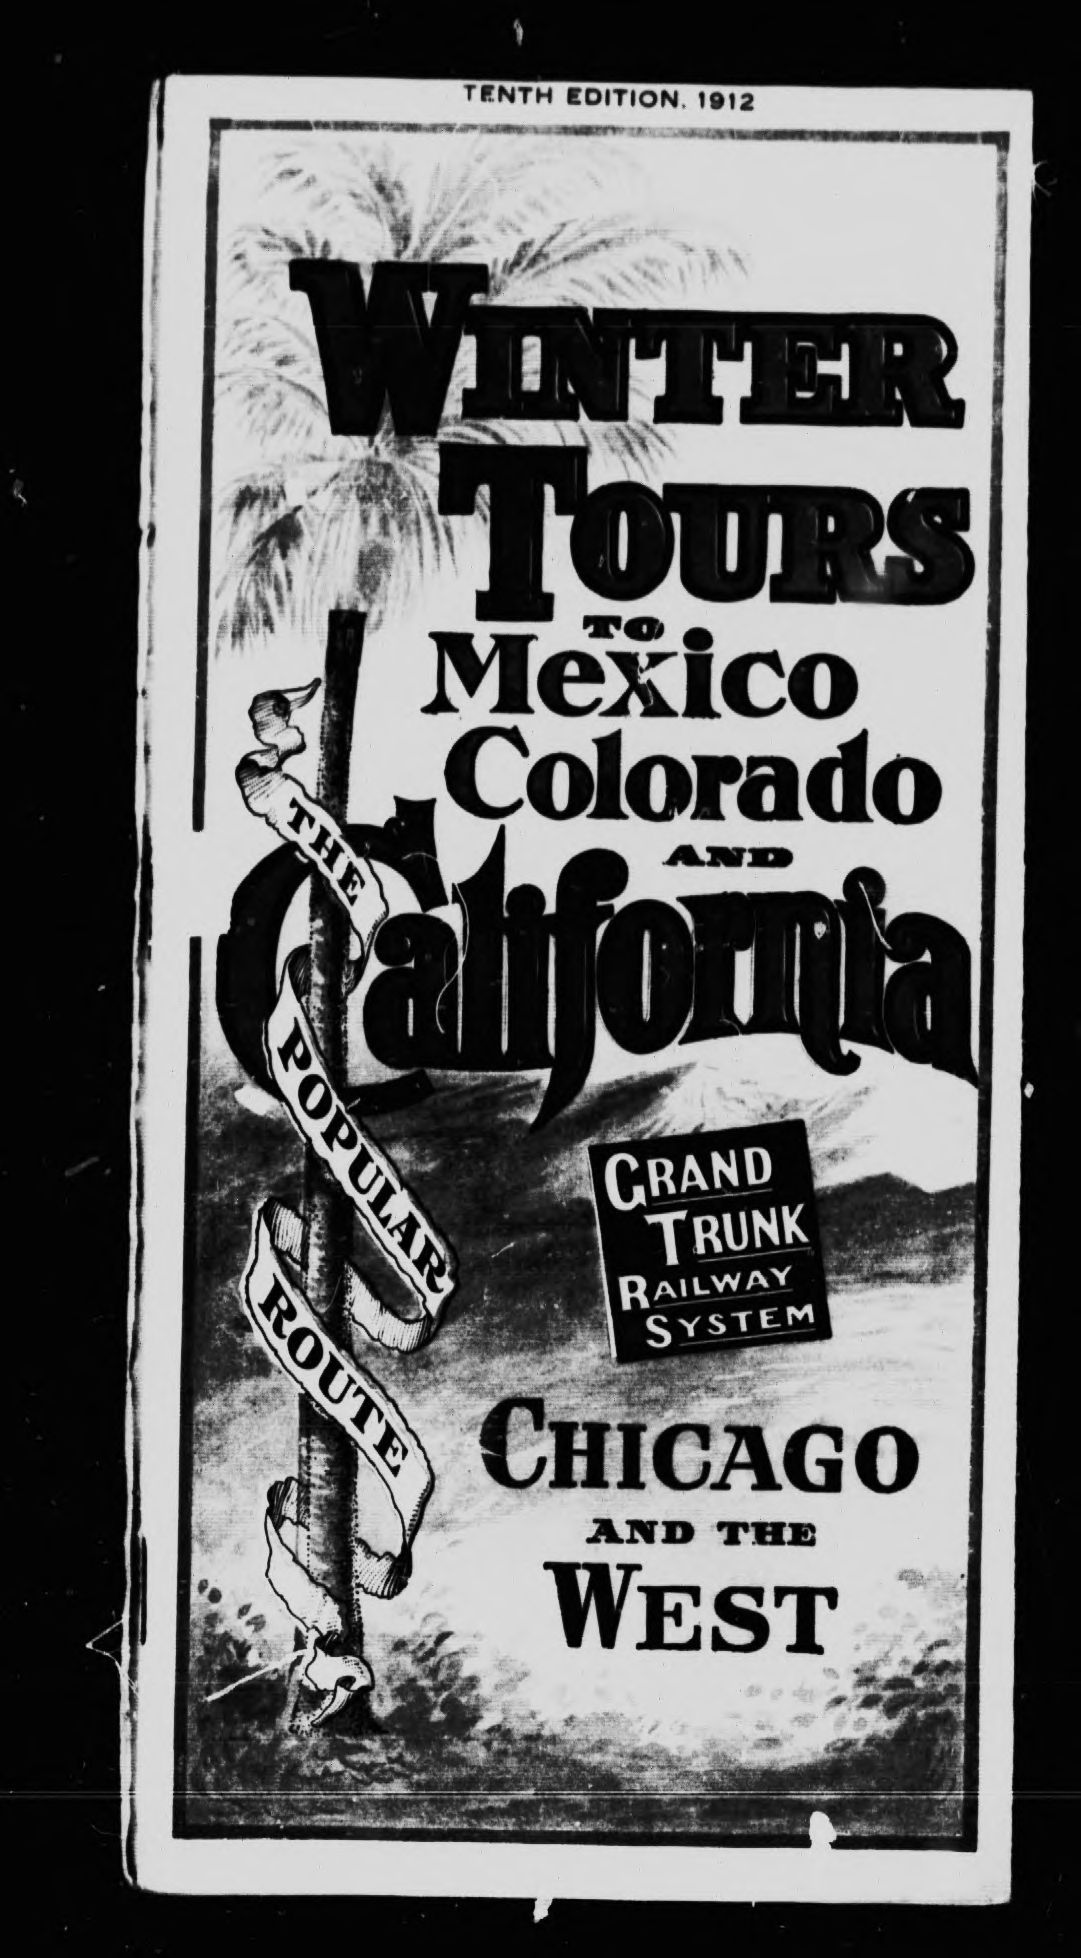 TENTH EDITION, 1912
WINTER
TOURS
TO
Mexico
Colorado
AND
California
THE
POPULAR
ROUTE
GRAND
TRUNK
RAILWAY
SYSTEM
CHICAGO
AND THE
WEST